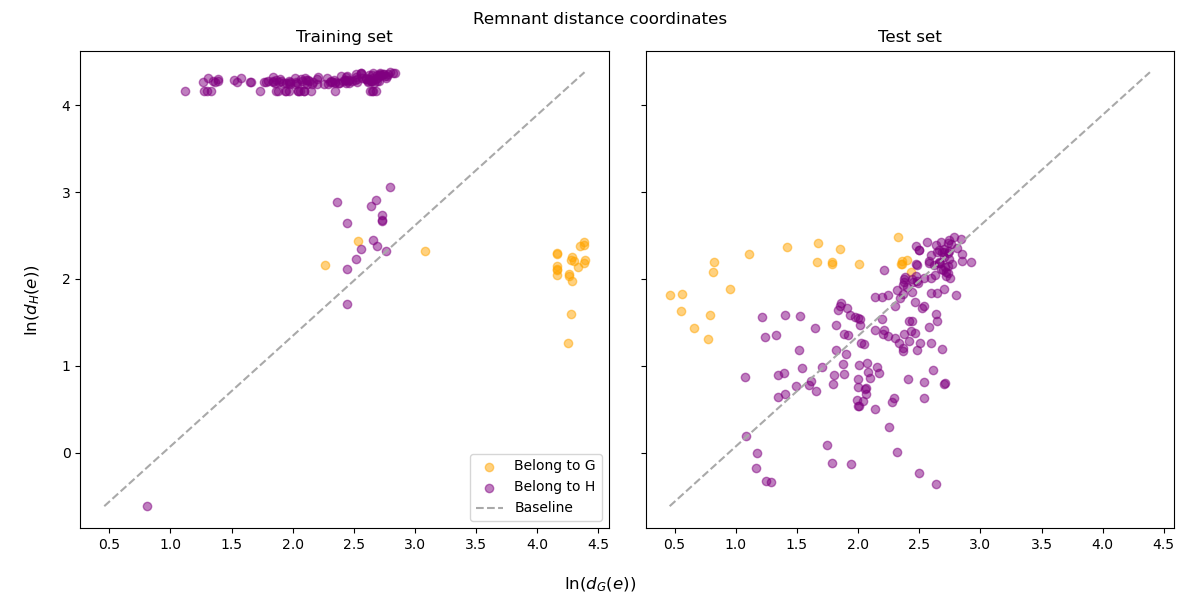 Remnant distance coordinates
Training set
Test set
ln(d_H(e))
4
3
2
1
0
Belong to G
Belong to H
Baseline
0.5 1.0 1.5 2.0 2.5 3.0 3.5 4.0 4.5
0.5 1.0 1.5 2.0 2.5 3.0 3.5 4.0 4.5
ln(d_G(e))